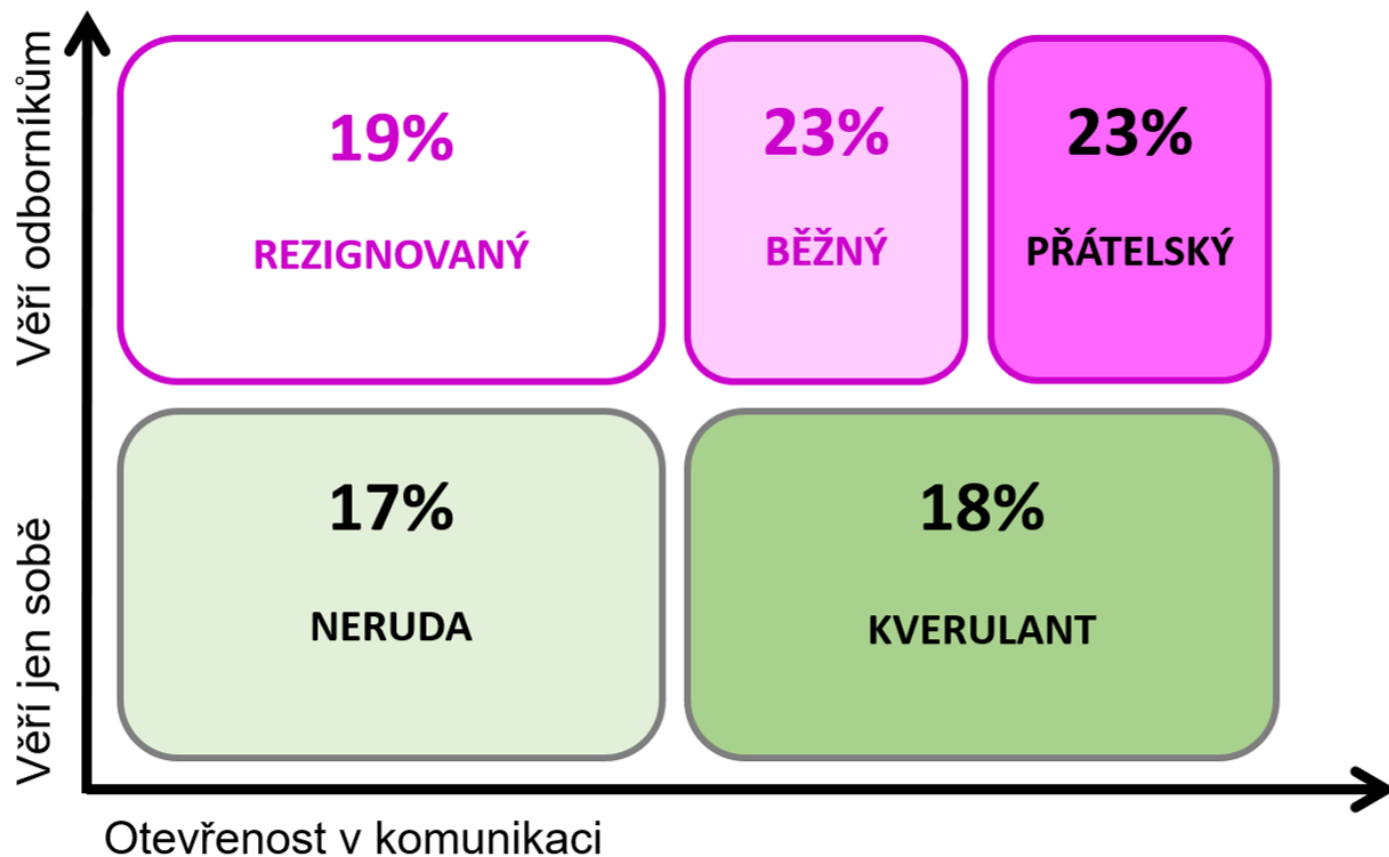 Věří odborníkům
19%
REZIGNOVANÝ
23%
BĚŽNÝ
23%
PŘÁTELSKÝ
Věří jen sobě
17%
NERUDA
18%
KVERULANT
Otevřenost v komunikaci